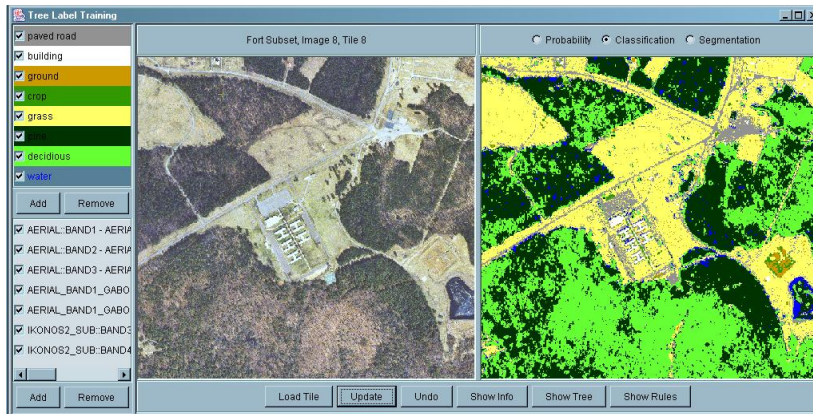 Tree Label Training
paved road
building
ground
crop
grass
pine
decidious
water
Add Remove
AERIAL::BAND1 - AERIA
AERIAL::BAND2 - AERIA
AERIAL::BAND3 - AERIA
AERIAL_BAND1_GABO
AERIAL_BAND1_GABO
IKONOS2_SUB::BAND3
IKONOS2_SUB::BAND4
Add Remove
Fort Subset, Image 8, Tile 8
Probability Classification Segmentation
Load Tile Update Undo Show Info Show Tree Show Rules